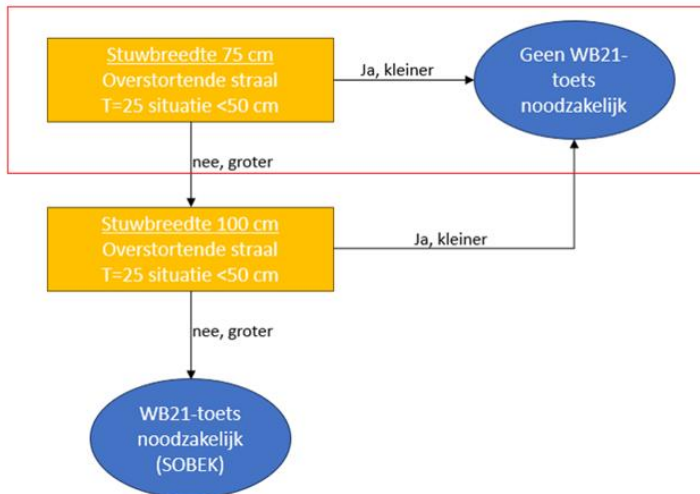 Stuwbreedte 75 cm
Overstortende straal
T=25 situatie <50 cm
Ja, kleiner
Geen WB21-
toets
noodzakelijk
nee, groter
Stuwbreedte 100 cm
Overstortende straal
T=25 situatie <50 cm
Ja, kleiner
nee, groter
WB21-toets
noodzakelijk
(SOBEK)